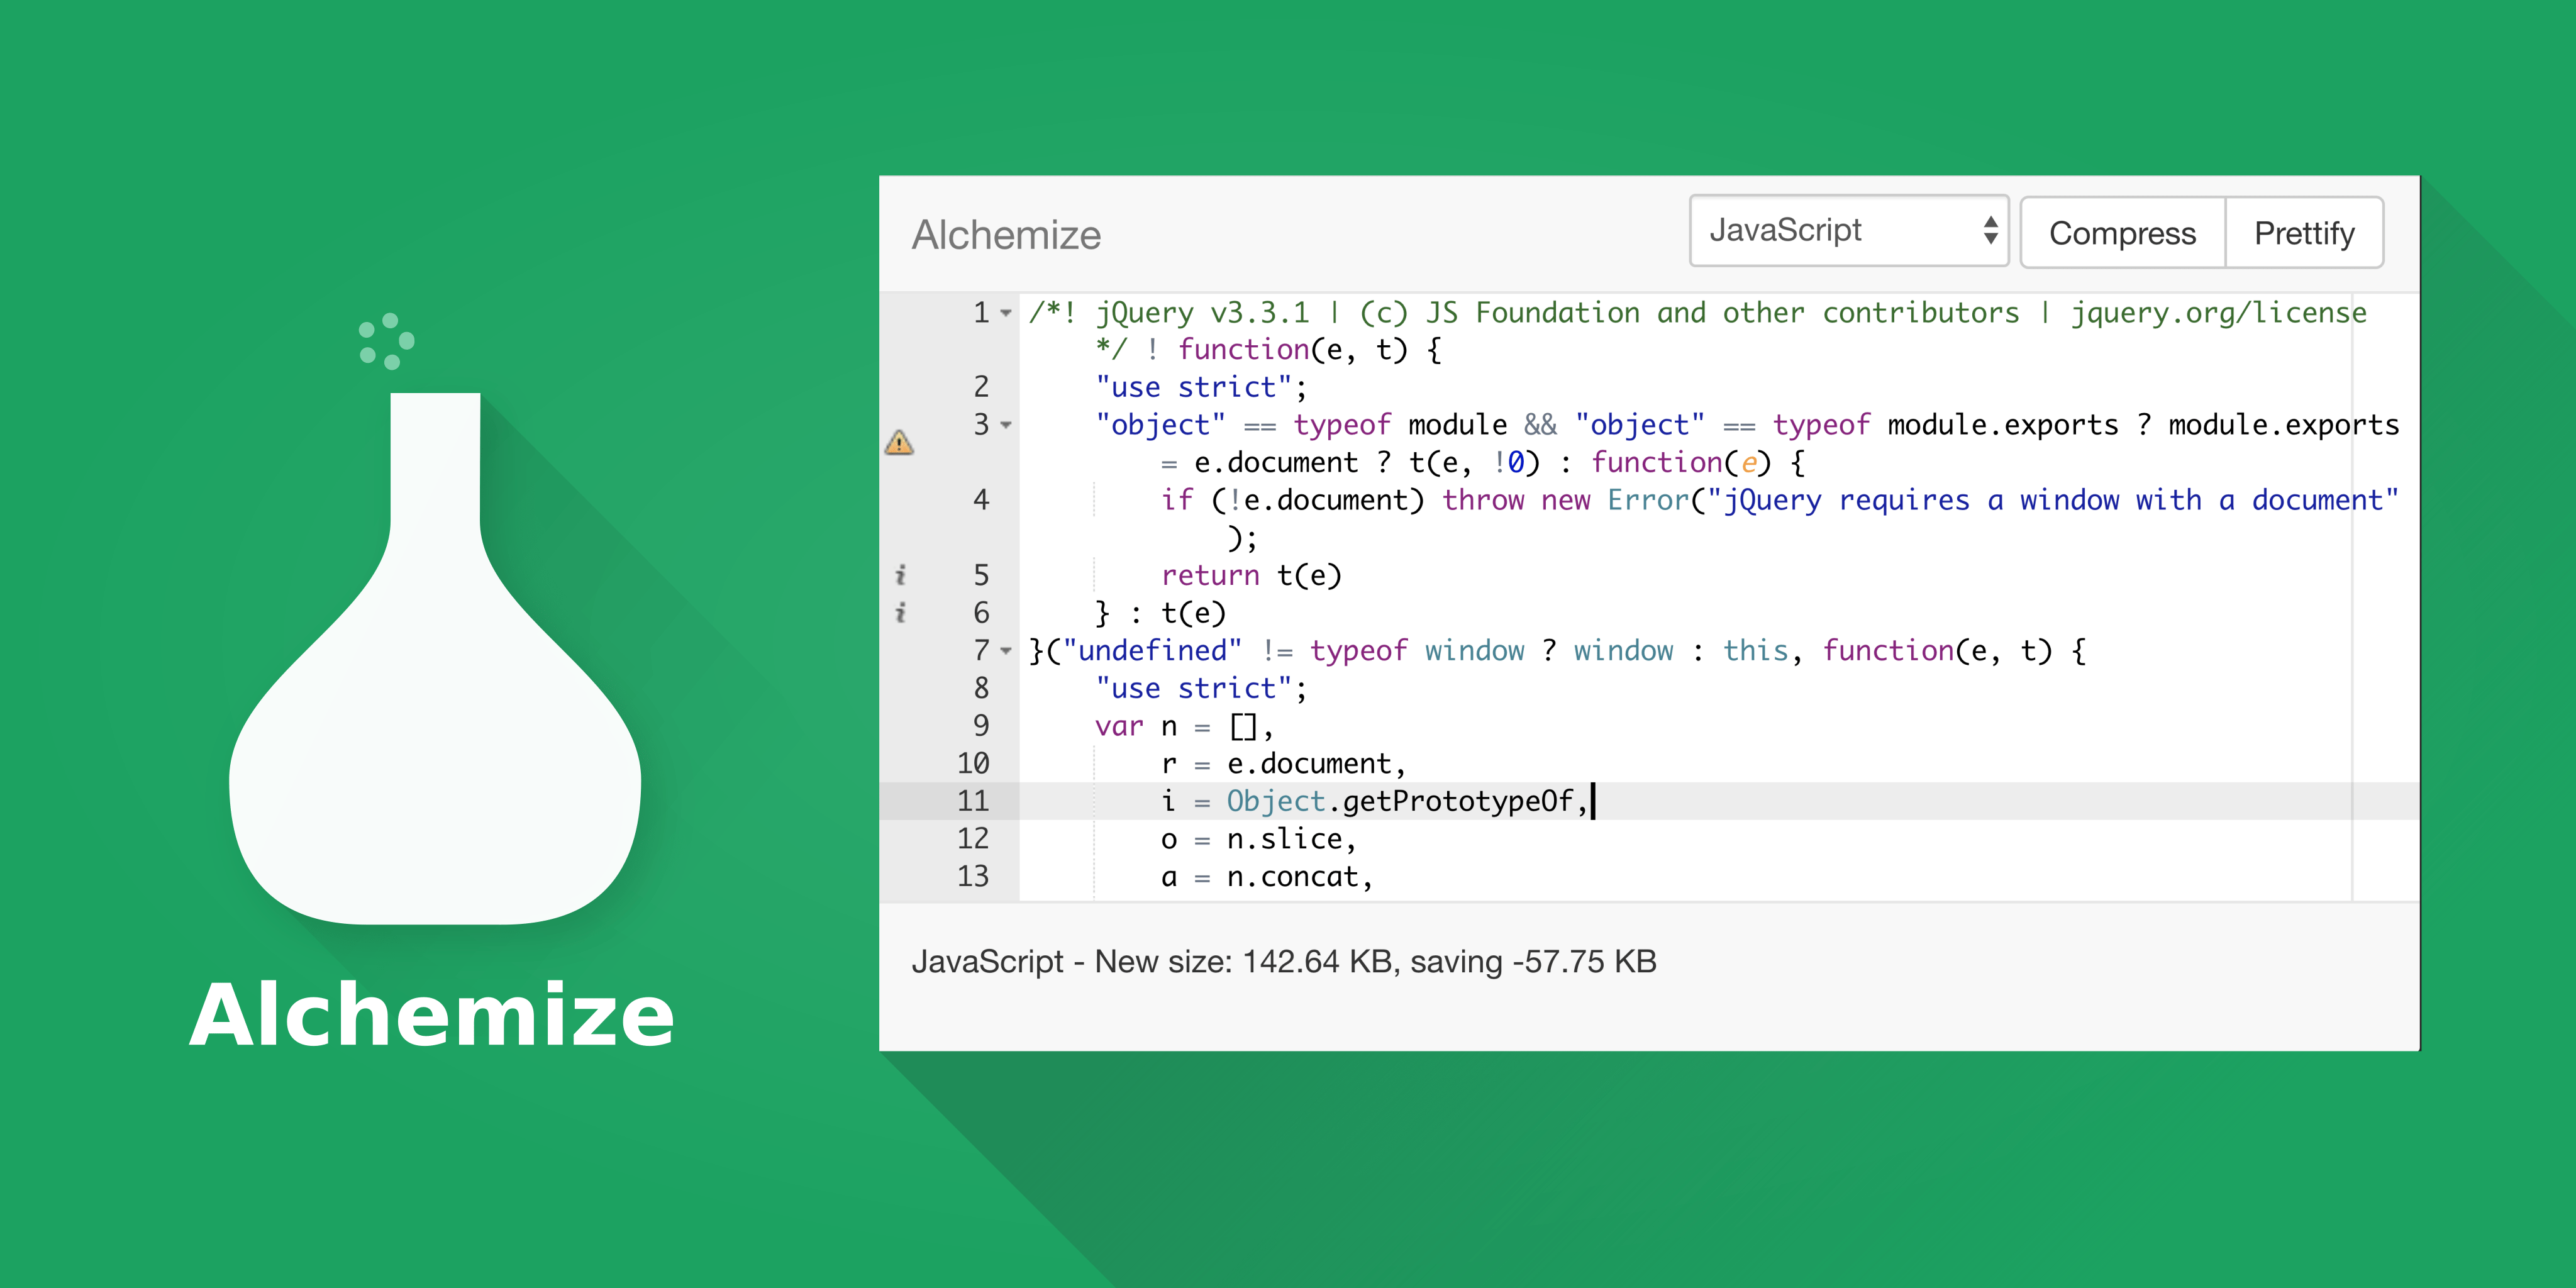 Alchemize
Alchemize
JavaScript
Compress
Prettify
1 /*! jQuery v3.3.1 | (c) JS Foundation and other contributors | jquery.org/license
*/ ! function(e, t) {
2 "use strict";
3 "object" == typeof module && "object" == typeof module.exports ? module.exports
= e.document ? t(e, !0) : function(e) {
4 if (!e.document) throw new Error("jQuery requires a window with a document"
);
5 return t(e)
6 } : t(e)
7 }("undefined" != typeof window ? window : this, function(e, t) {
8 "use strict";
9 var n = [],
10 r = e.document,
11 i = Object.getPrototypeOf,
12 o = n.slice,
13 a = n.concat,
JavaScript - New size: 142.64 KB, saving -57.75 KB